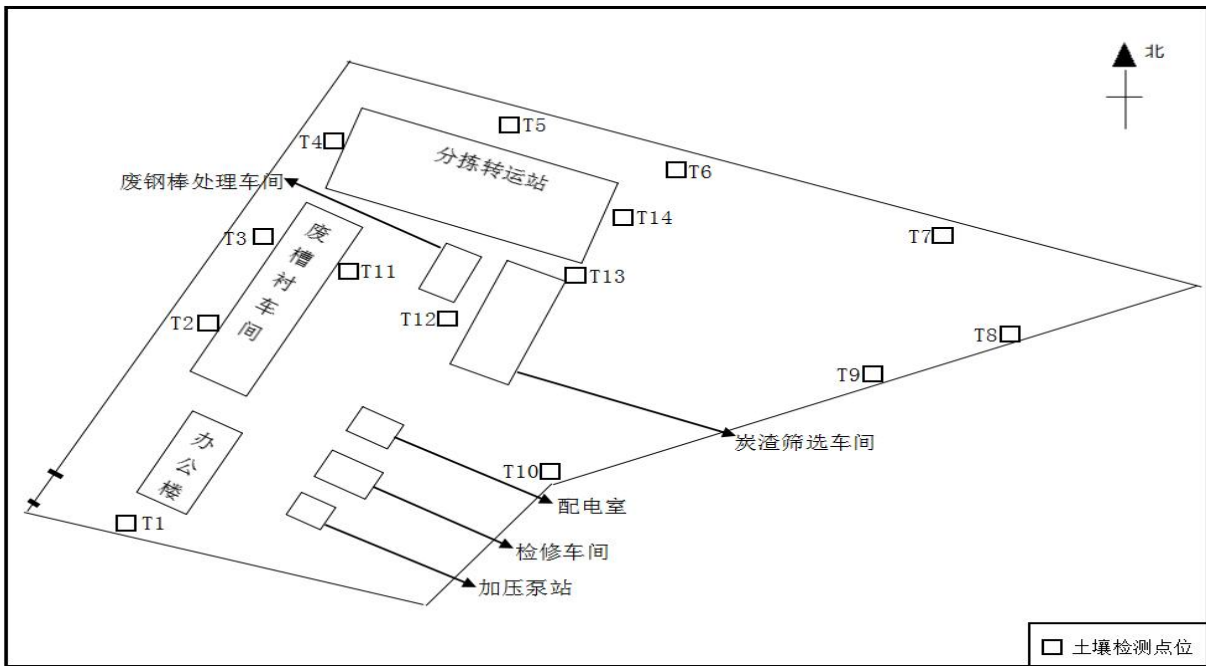 北
T5
T4
分拣转运站
T6
废钢棒处理车间
T14
T3
废槽衬车间
T7
T11
T13
T2
T12
T8
T9
办公楼
炭渣筛选车间
T10
配电室
T1
检修车间
加压泵站
土壤检测点位